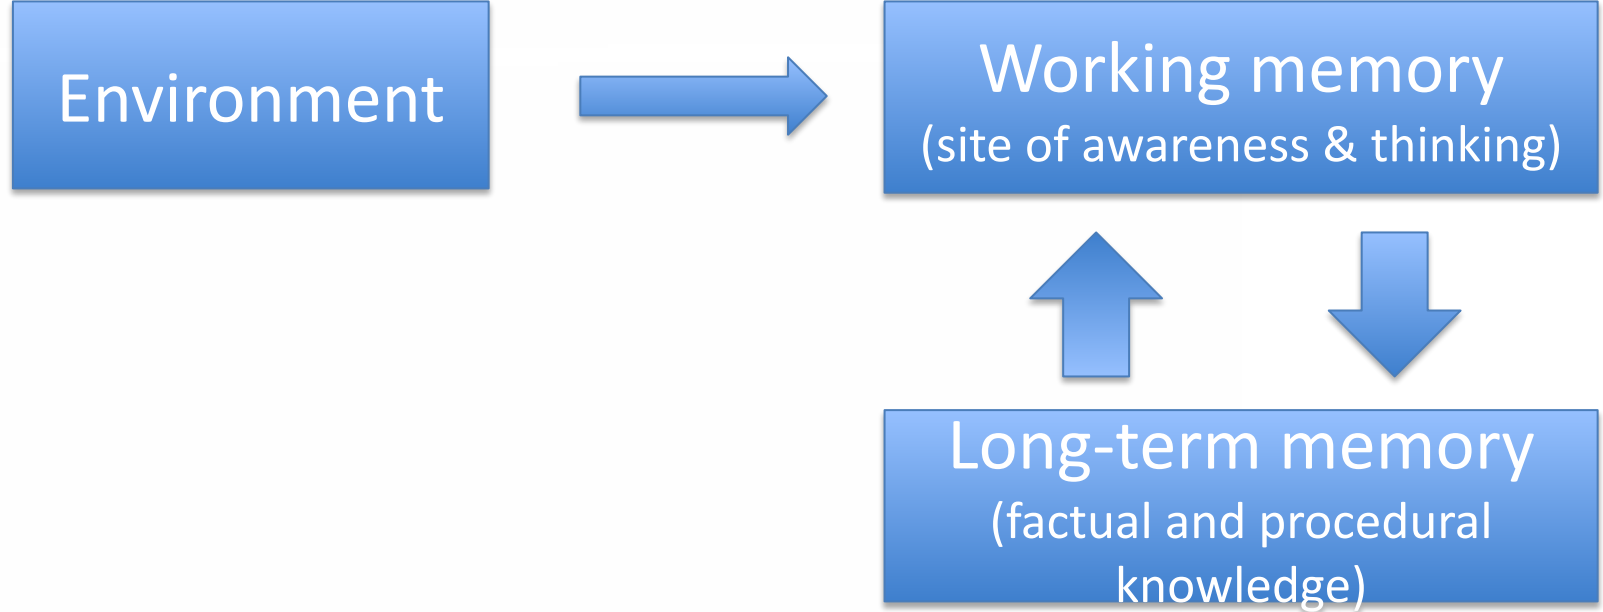 Environment
Working memory
(site of awareness & thinking)
Long-term memory
(factual and procedural
knowledge)